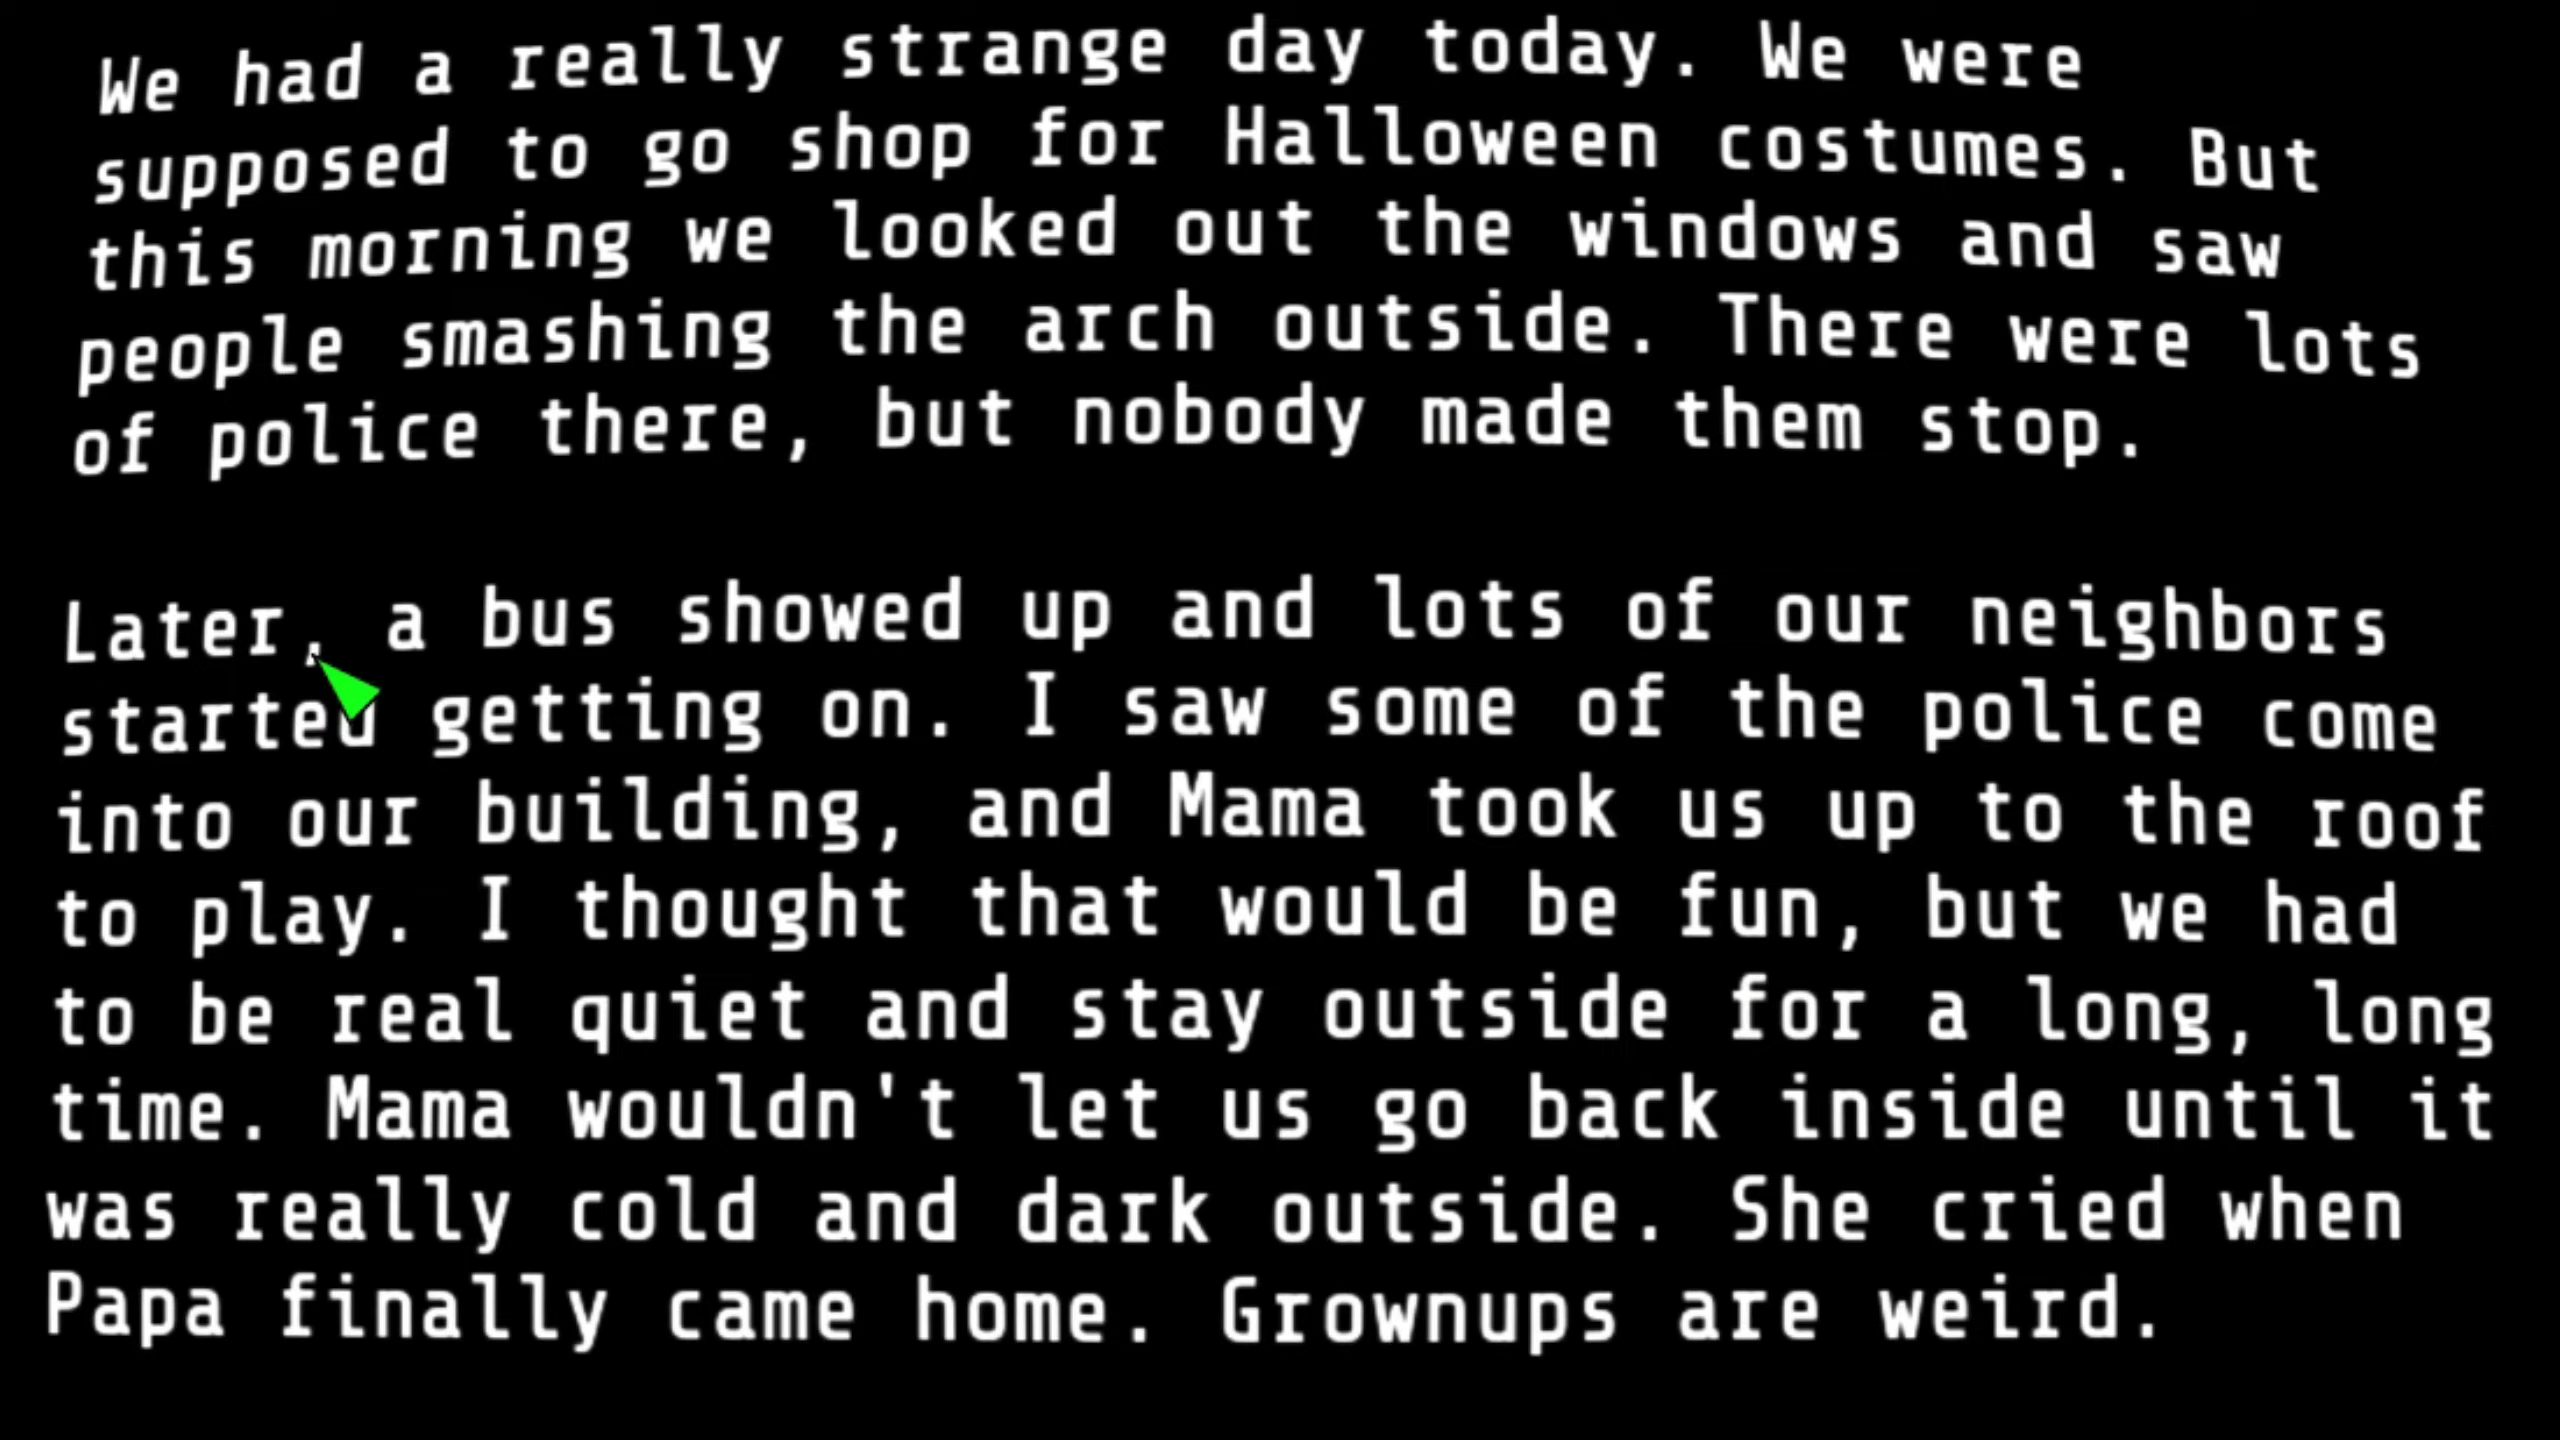 We had a really strange day today. We were
supposed to go shop for Halloween costumes. But
this morning we looked out the windows and saw
people smashing the arch outside. There were lots
of police there, but nobody made them stop.
Later, a bus showed up and lots of our neighbors
started getting on. I saw some of the police come
into our building, and Mama took us up to the roof
to play. I thought that would be fun, but we had
to be real quiet and stay outside for a long, long
time. Mama wouldn't let us go back inside until it
was really cold and dark outside. She cried when
Papa finally came home. Grownups are weird.